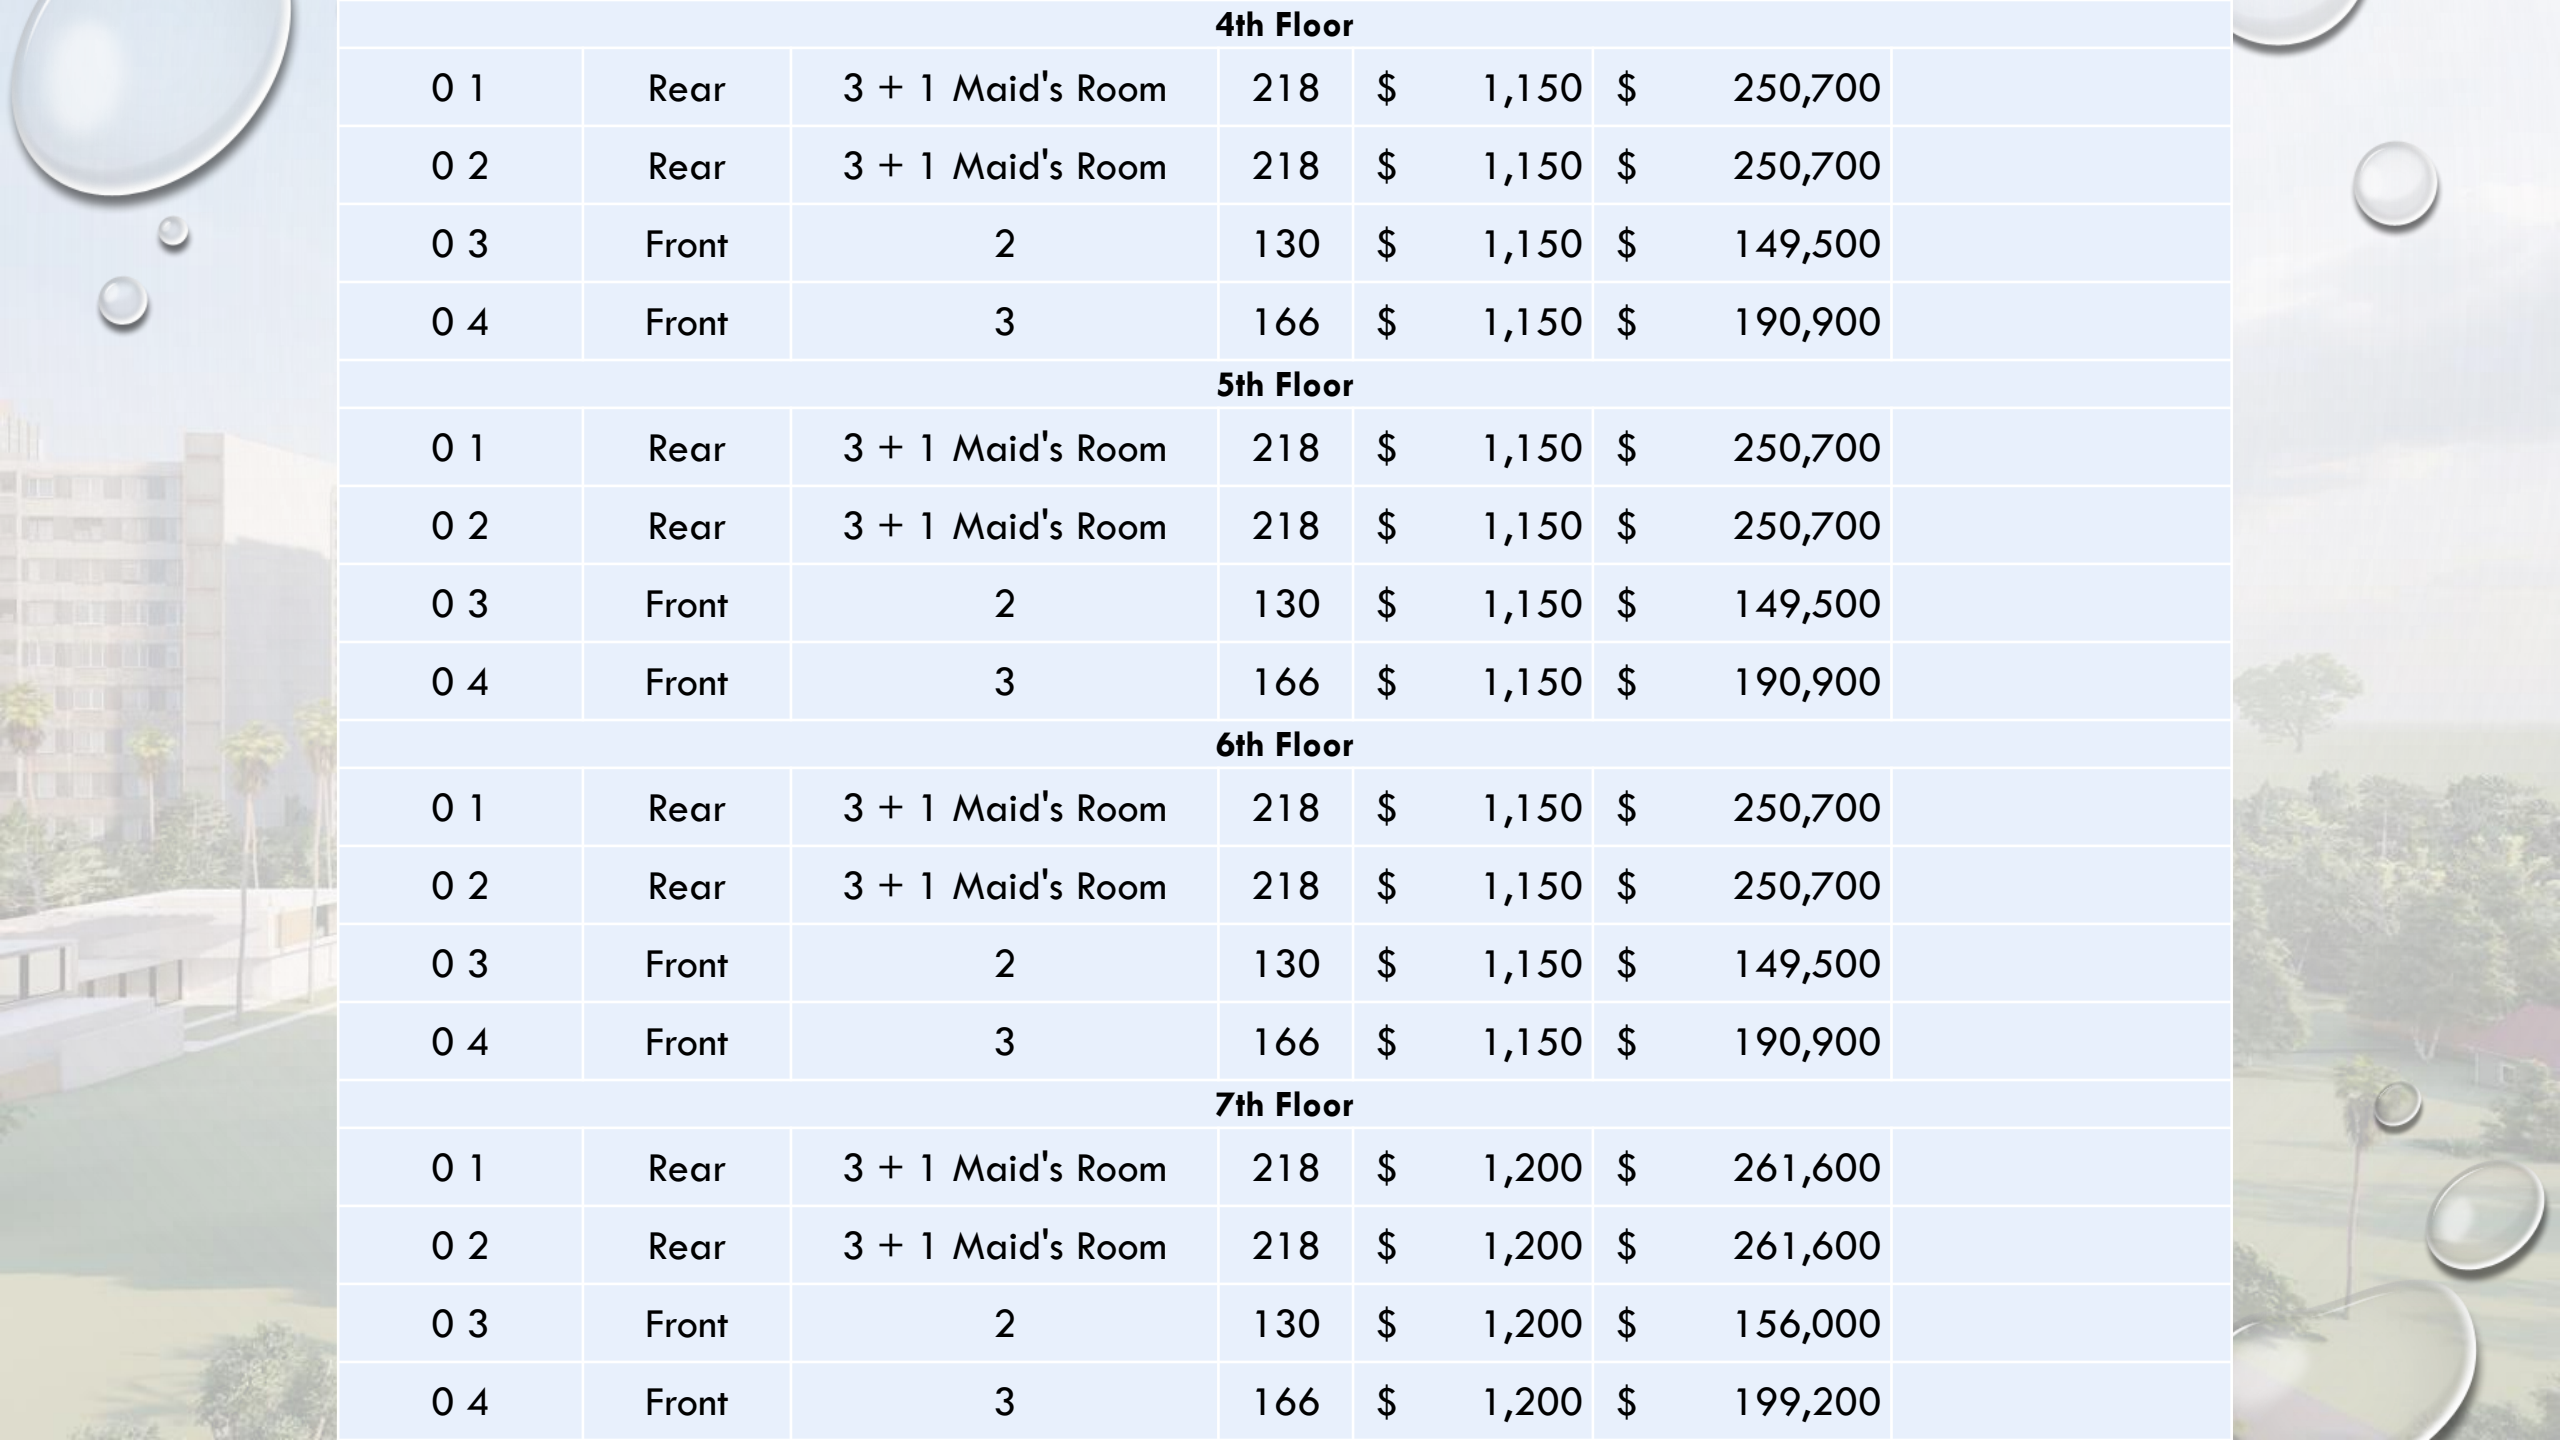 4th Floor
0 1 Rear 3 + 1 Maid's Room 218 $ 1,150 $ 250,700
0 2 Rear 3 + 1 Maid's Room 218 $ 1,150 $ 250,700
0 3 Front 2 130 $ 1,150 $ 149,500
0 4 Front 3 166 $ 1,150 $ 190,900
5th Floor
0 1 Rear 3 + 1 Maid's Room 218 $ 1,150 $ 250,700
0 2 Rear 3 + 1 Maid's Room 218 $ 1,150 $ 250,700
0 3 Front 2 130 $ 1,150 $ 149,500
0 4 Front 3 166 $ 1,150 $ 190,900
6th Floor
0 1 Rear 3 + 1 Maid's Room 218 $ 1,150 $ 250,700
0 2 Rear 3 + 1 Maid's Room 218 $ 1,150 $ 250,700
0 3 Front 2 130 $ 1,150 $ 149,500
0 4 Front 3 166 $ 1,150 $ 190,900
7th Floor
0 1 Rear 3 + 1 Maid's Room 218 $ 1,200 $ 261,600
0 2 Rear 3 + 1 Maid's Room 218 $ 1,200 $ 261,600
0 3 Front 2 130 $ 1,200 $ 156,000
0 4 Front 3 166 $ 1,200 $ 199,200